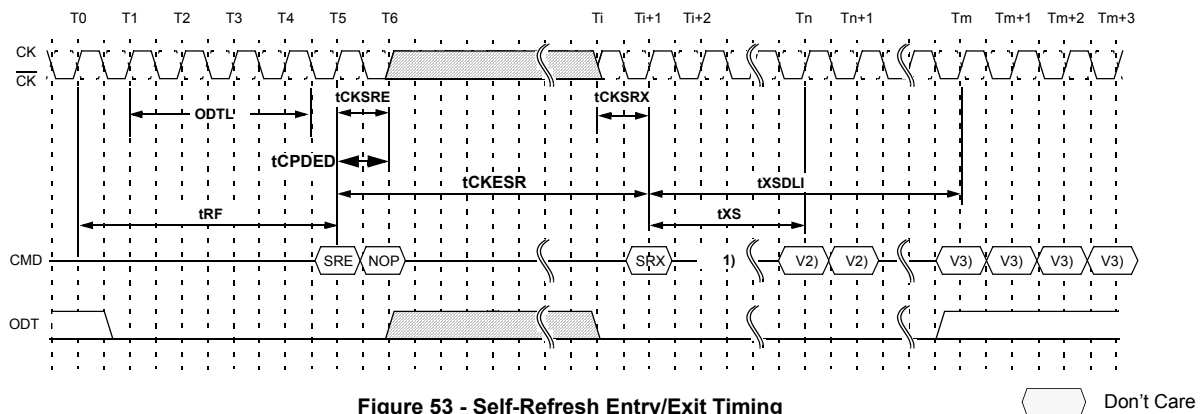 T0 T1 T2 T3 T4 T5 T6 Ti Ti+1 Ti+2 Tn Tn+1 Tm Tm+1 Tm+2 Tm+3
CK
CK
tCKSRE tCKSRX
ODTL
tCPDED
tCKESR tXSDLl
tRF tXS
CMD SRE NOP SRX 1) V2) V2) V3) V3) V3) V3)
ODT
Figure 53 - Self-Refresh Entry/Exit Timing
Don't Care